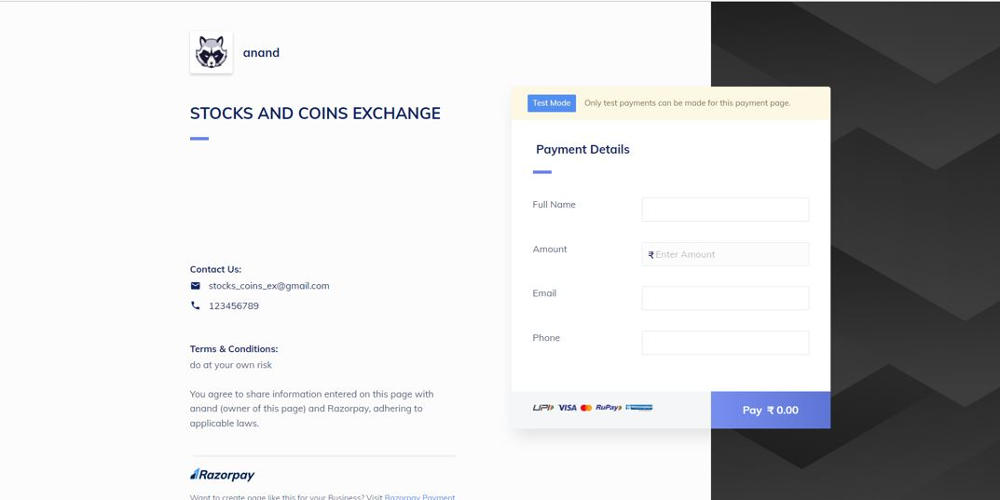 anand
STOCKS AND COINS EXCHANGE
Contact Us:
stocks_coins_ex@gmail.com
123456789
Terms & Conditions:
do at your own risk
You agree to share information entered on this page with
anand (owner of this page) and Razorpay, adhering to
applicable laws.
Razorpay
Want to create page like this for your Business? Visit Razorpay Payment
Test Mode Only test payments can be made for this payment page.
Payment Details
Full Name
Amount ₹ Enter Amount
Email
Phone
UPI VISA RuPay
Pay ₹ 0.00